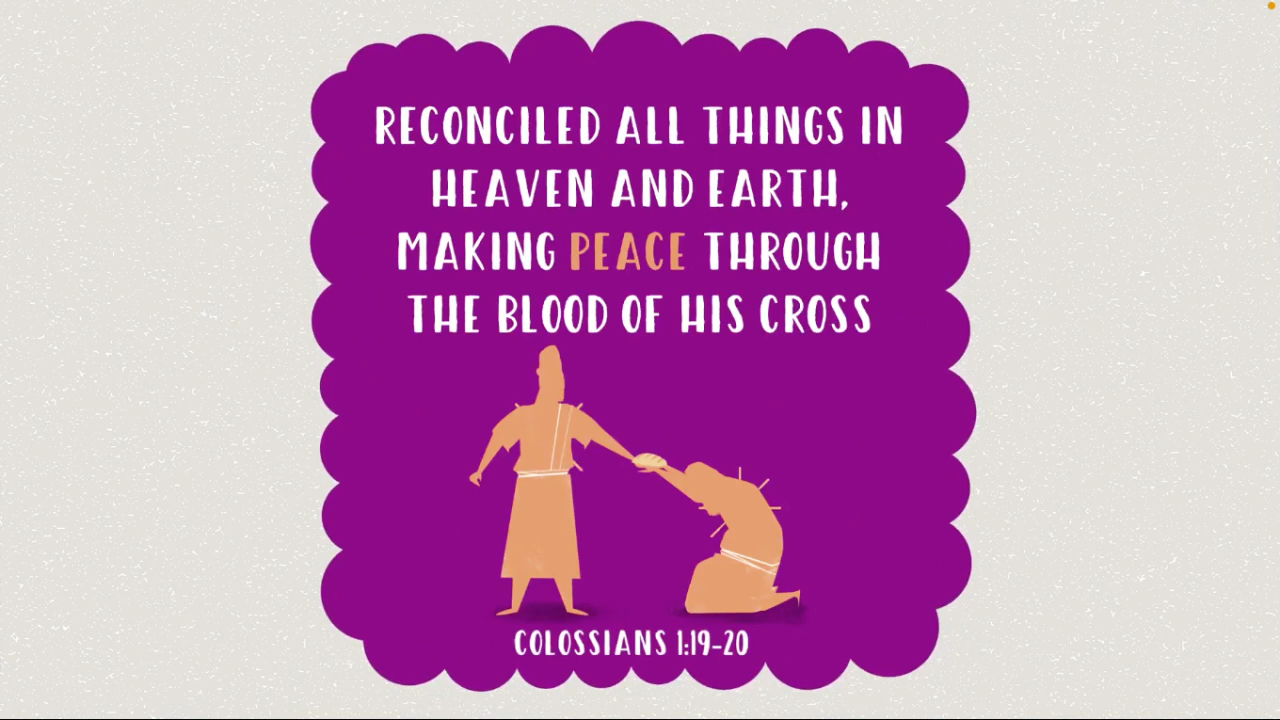 RECONCILED ALL THINGS IN
HEAVEN AND EARTH,
MAKING PEACE THROUGH
THE BLOOD OF HIS CROSS
COLOSSIANS 1:19-20